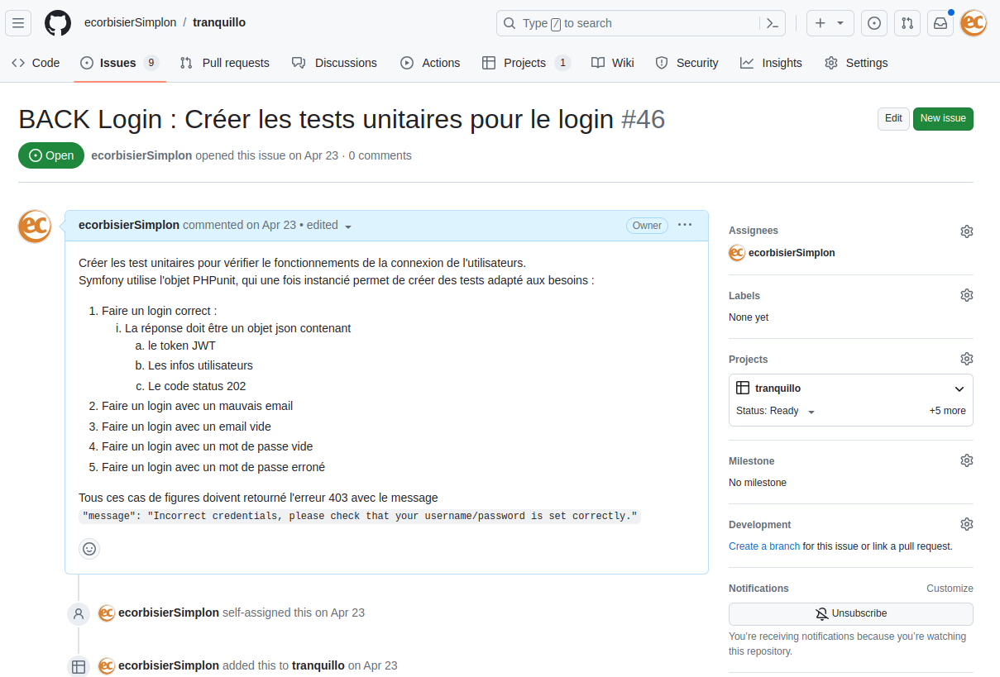 ecorbisierSimplon / tranquillo
Type / to search
Code
Issues 9
Pull requests
Discussions
Actions
Projects 1
Wiki
Security
Insights
Settings
BACK Login : Créer les tests unitaires pour le login #46
Edit
New issue
Open
ecorbisierSimplon opened this issue on Apr 23 · 0 comments
ec
ecorbisierSimplon commented on Apr 23 • edited
Owner
Créer les test unitaires pour vérifier le fonctionnements de la connexion de l'utilisateurs.
Symfony utilise l'objet PHPunit, qui une fois instancié permet de créer des tests adapté aux besoins :
1. Faire un login correct :
i. La réponse doit être un objet json contenant
a. le token JWT
b. Les infos utilisateurs
c. Le code status 202
2. Faire un login avec un mauvais email
3. Faire un login avec un email vide
4. Faire un login avec un mot de passe vide
5. Faire un login avec un mot de passe erroné
Tous ces cas de figures doivent retourné l'erreur 403 avec le message
"message": "Incorrect credentials, please check that your username/password is set correctly."
ecorbisierSimplon self-assigned this on Apr 23
ecorbisierSimplon added this to tranquillo on Apr 23
Assignees
ecorbisierSimplon
Labels
None yet
Projects
tranquillo
Status: Ready
+5 more
Milestone
No milestone
Development
Create a branch for this issue or link a pull request.
Notifications
Customize
Unsubscribe
You're receiving notifications because you're watching
this repository.